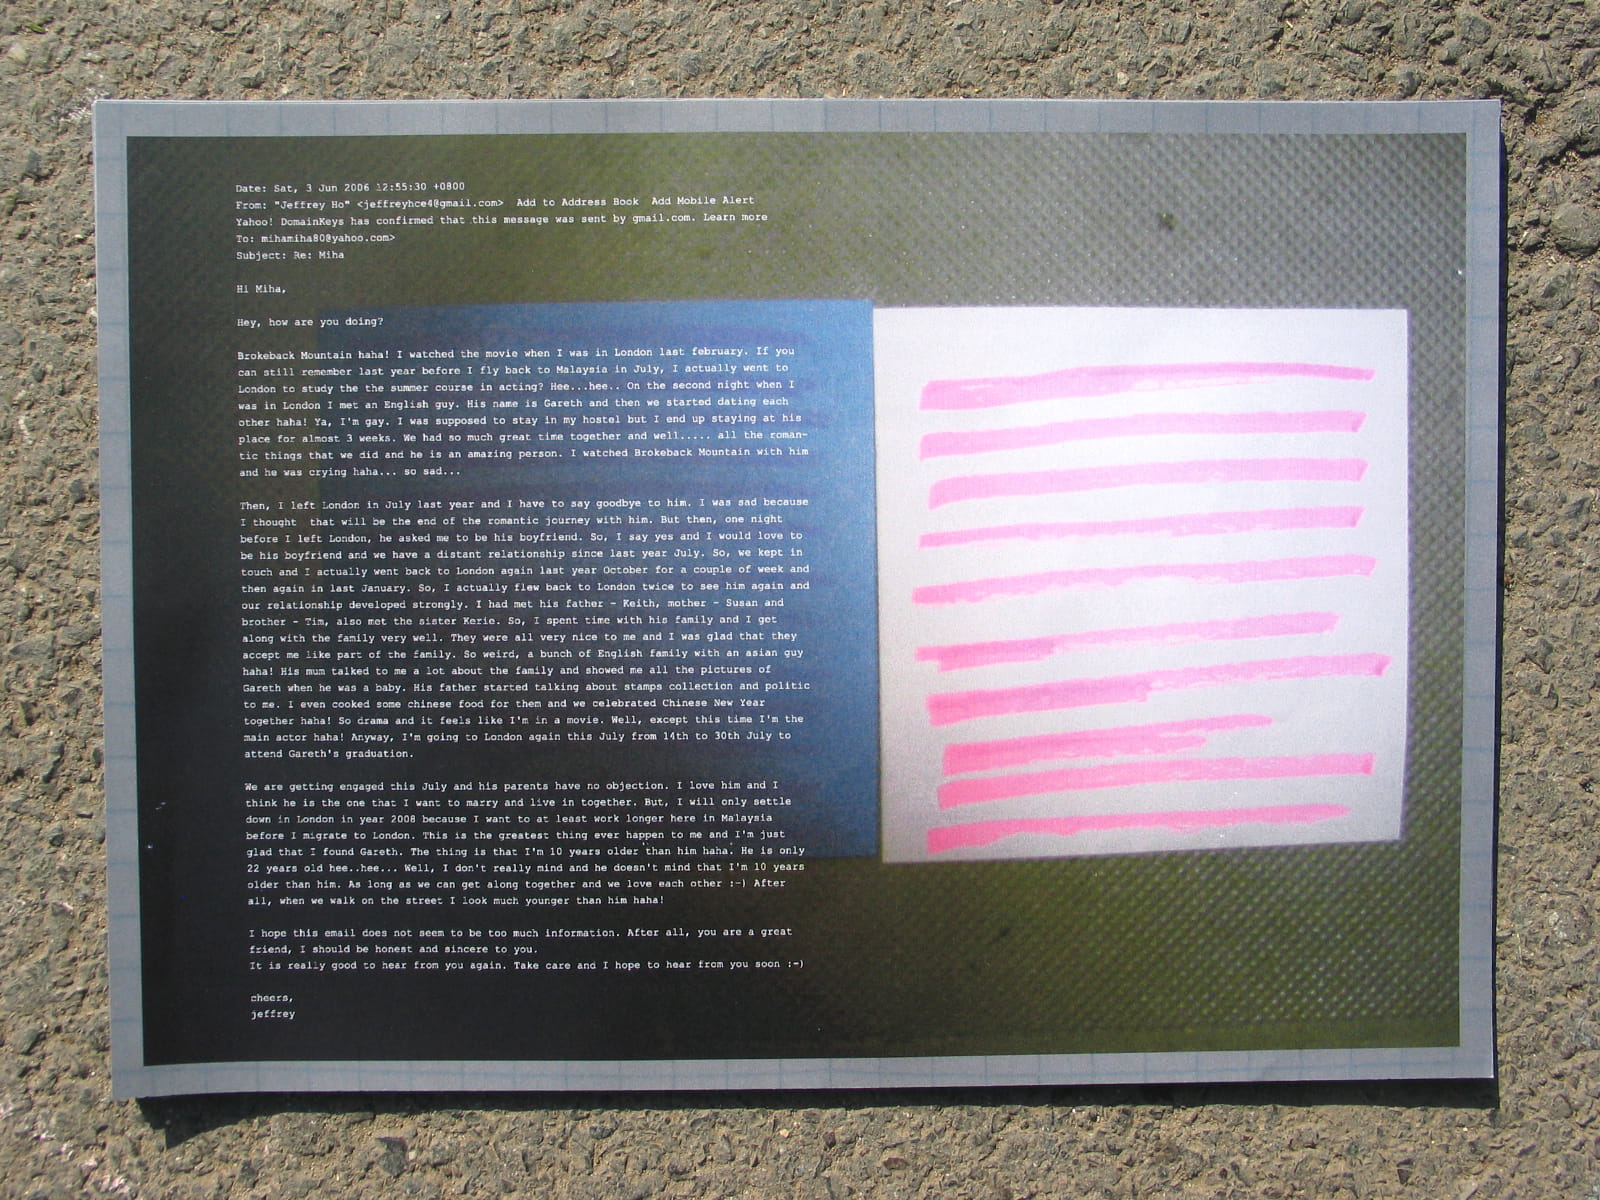 Date: Sat, 3 Jun 2006 12:55:30 +0800
From: "Jeffrey Ho" <jeffreyhce4@gmail.com>  Add to Address Book  Add Mobile Alert
Yahoo! DomainKeys has confirmed that this message was sent by gmail.com. Learn more
To: mihamiha80@yahoo.com>
Subject: Re: Miha
Hi Miha,
Hey, how are you doing?
Brokeback Mountain haha! I watched the movie when I was in London last february. If you
can still remember last year before I fly back to Malaysia in July, I actually went to
London to study the the summer course in acting? Hee...hee.. On the second night when I
was in London I met an English guy. His name is Gareth and then we started dating each
other haha! Ya, I'm gay. I was supposed to stay in my hostel but I end up staying at his
place for almost 3 weeks. We had so much great time together and well..... all the roman-
tic things that we did and he is an amazing person. I watched Brokeback Mountain with him
and he was crying haha... so sad...
Then, I left London in July last year and I have to say goodbye to him. I was sad because
I thought  that will be the end of the romantic journey with him. But then, one night
before I left London, he asked me to be his boyfriend. So, I say yes and I would love to
be his boyfriend and we have a distant relationship since last year July. So, we kept in
touch and I actually went back to London again last year October for a couple of week and
then again in last January. So, I actually flew back to London twice to see him again and
our relationship developed strongly. I had met his father - Keith, mother - Susan and
brother - Tim, also met the sister Kerie. So, I spent time with his family and I get
along with the family very well. They were all very nice to me and I was glad that they
accept me like part of the family. So weird, a bunch of English family with an asian guy
haha! His mum talked to me a lot about the family and showed me all the pictures of
Gareth when he was a baby. His father started talking about stamps collection and politic
to me. I even cooked some chinese food for them and we celebrated Chinese New Year
together haha! So drama and it feels like I'm in a movie. Well, except this time I'm the
main actor haha! Anyway, I'm going to London again this July from 14th to 30th July to
attend Gareth's graduation.
We are getting engaged this July and his parents have no objection. I love him and I
think he is the one that I want to marry and live in together. But, I will only settle
down in London in year 2008 because I want to at least work longer here in Malaysia
before I migrate to London. This is the greatest thing ever happen to me and I'm just
glad that I found Gareth. The thing is that I'm 10 years older than him haha. He is only
22 years old hee..hee... Well, I don't really mind and he doesn't mind that I'm 10 years
older than him. As long as we can get along together and we love each other :-) After
all, when we walk on the street I look much younger than him haha!
I hope this email does not seem to be too much information. After all, you are a great
friend, I should be honest and sincere to you.
It is really good to hear from you again. Take care and I hope to hear from you soon :-)
cheers,
jeffrey